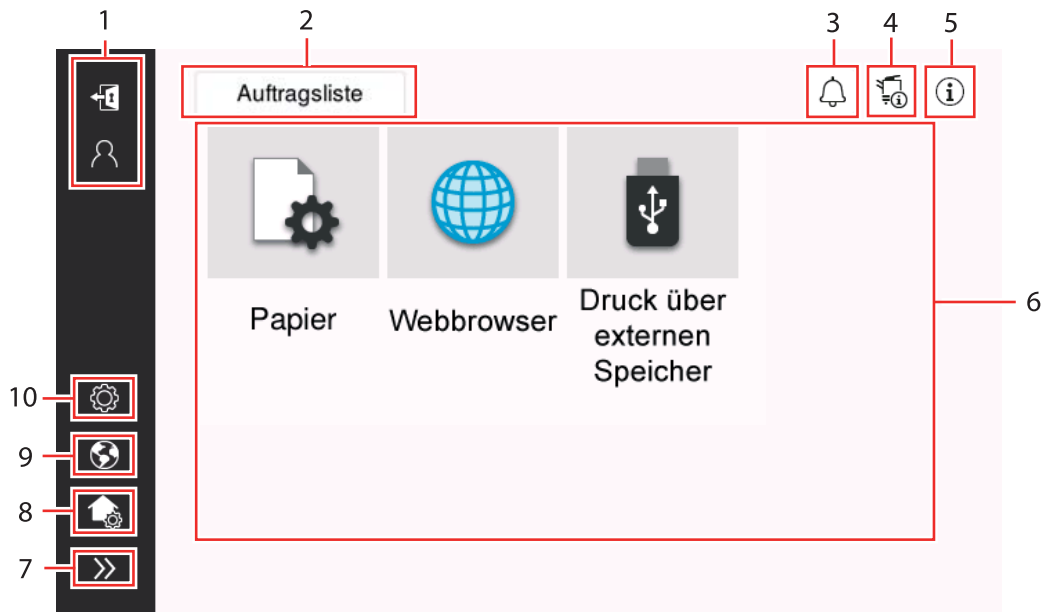 1
2
3
4
5
Auftragsliste
Papier
Webbrowser
Druck über
externen
Speicher
6
10
9
8
7